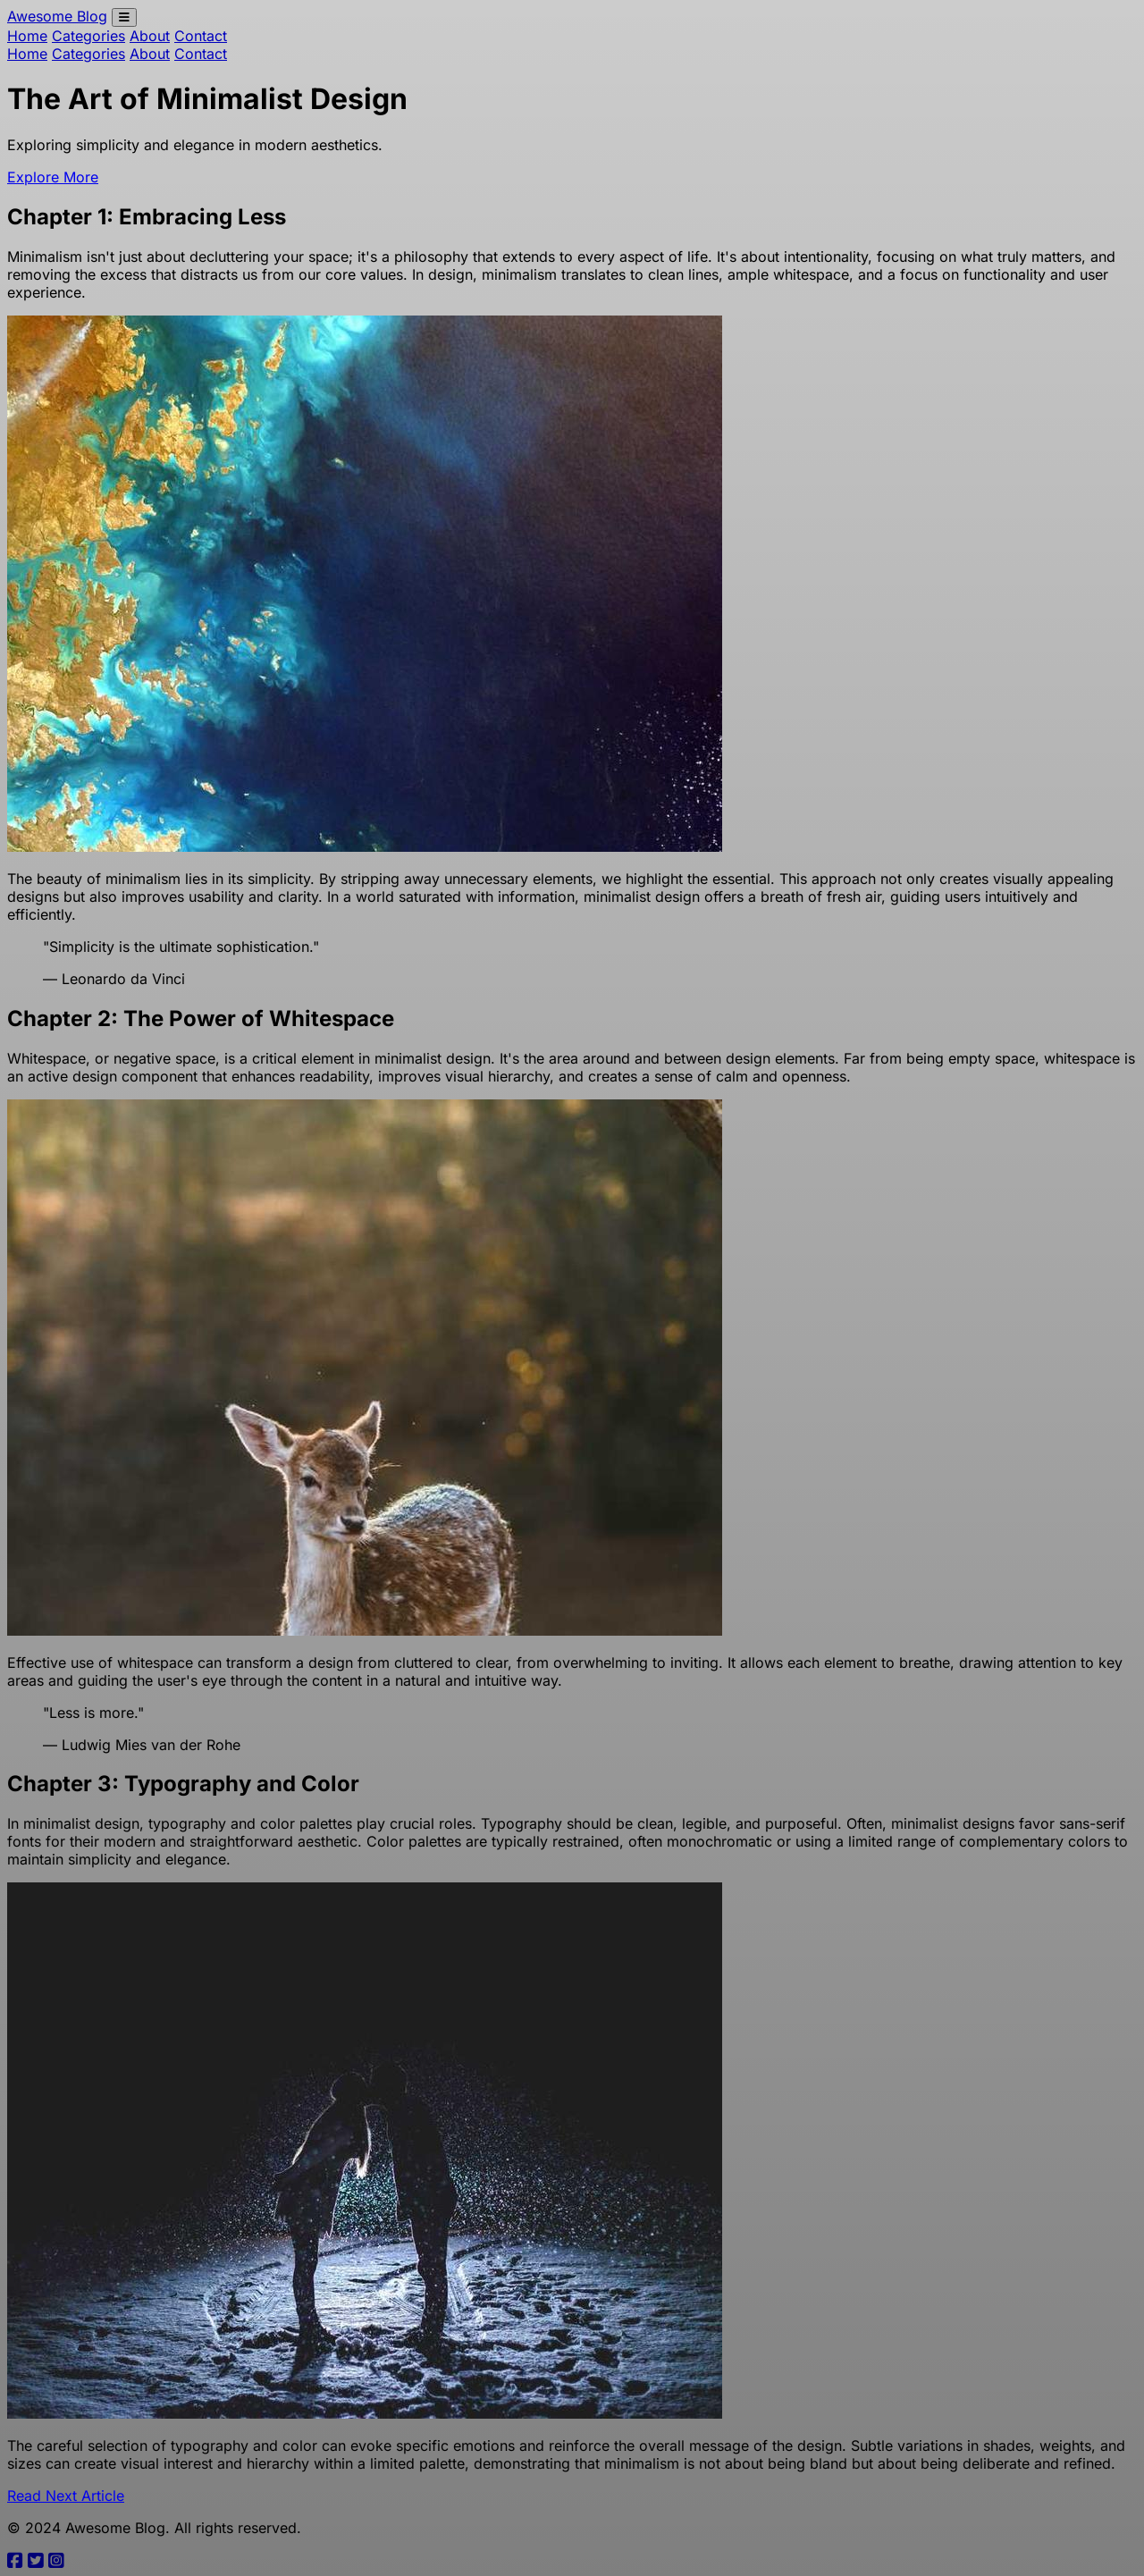 Awesome Blog
Home Categories About Contact
Home Categories About Contact
The Art of Minimalist Design
Exploring simplicity and elegance in modern aesthetics.
Explore More
Chapter 1: Embracing Less
Minimalism isn't just about decluttering your space; it's a philosophy that extends to every aspect of life. It's about intentionality, focusing on what truly matters, and
removing the excess that distracts us from our core values. In design, minimalism translates to clean lines, ample whitespace, and a focus on functionality and user
experience.
The beauty of minimalism lies in its simplicity. By stripping away unnecessary elements, we highlight the essential. This approach not only creates visually appealing
designs but also improves usability and clarity. In a world saturated with information, minimalist design offers a breath of fresh air, guiding users intuitively and
efficiently.
"Simplicity is the ultimate sophistication."
— Leonardo da Vinci
Chapter 2: The Power of Whitespace
Whitespace, or negative space, is a critical element in minimalist design. It's the area around and between design elements. Far from being empty space, whitespace is
an active design component that enhances readability, improves visual hierarchy, and creates a sense of calm and openness.
Effective use of whitespace can transform a design from cluttered to clear, from overwhelming to inviting. It allows each element to breathe, drawing attention to key
areas and guiding the user's eye through the content in a natural and intuitive way.
"Less is more."
— Ludwig Mies van der Rohe
Chapter 3: Typography and Color
In minimalist design, typography and color palettes play crucial roles. Typography should be clean, legible, and purposeful. Often, minimalist designs favor sans-serif
fonts for their modern and straightforward aesthetic. Color palettes are typically restrained, often monochromatic or using a limited range of complementary colors to
maintain simplicity and elegance.
The careful selection of typography and color can evoke specific emotions and reinforce the overall message of the design. Subtle variations in shades, weights, and
sizes can create visual interest and hierarchy within a limited palette, demonstrating that minimalism is not about being bland but about being deliberate and refined.
Read Next Article
© 2024 Awesome Blog. All rights reserved.